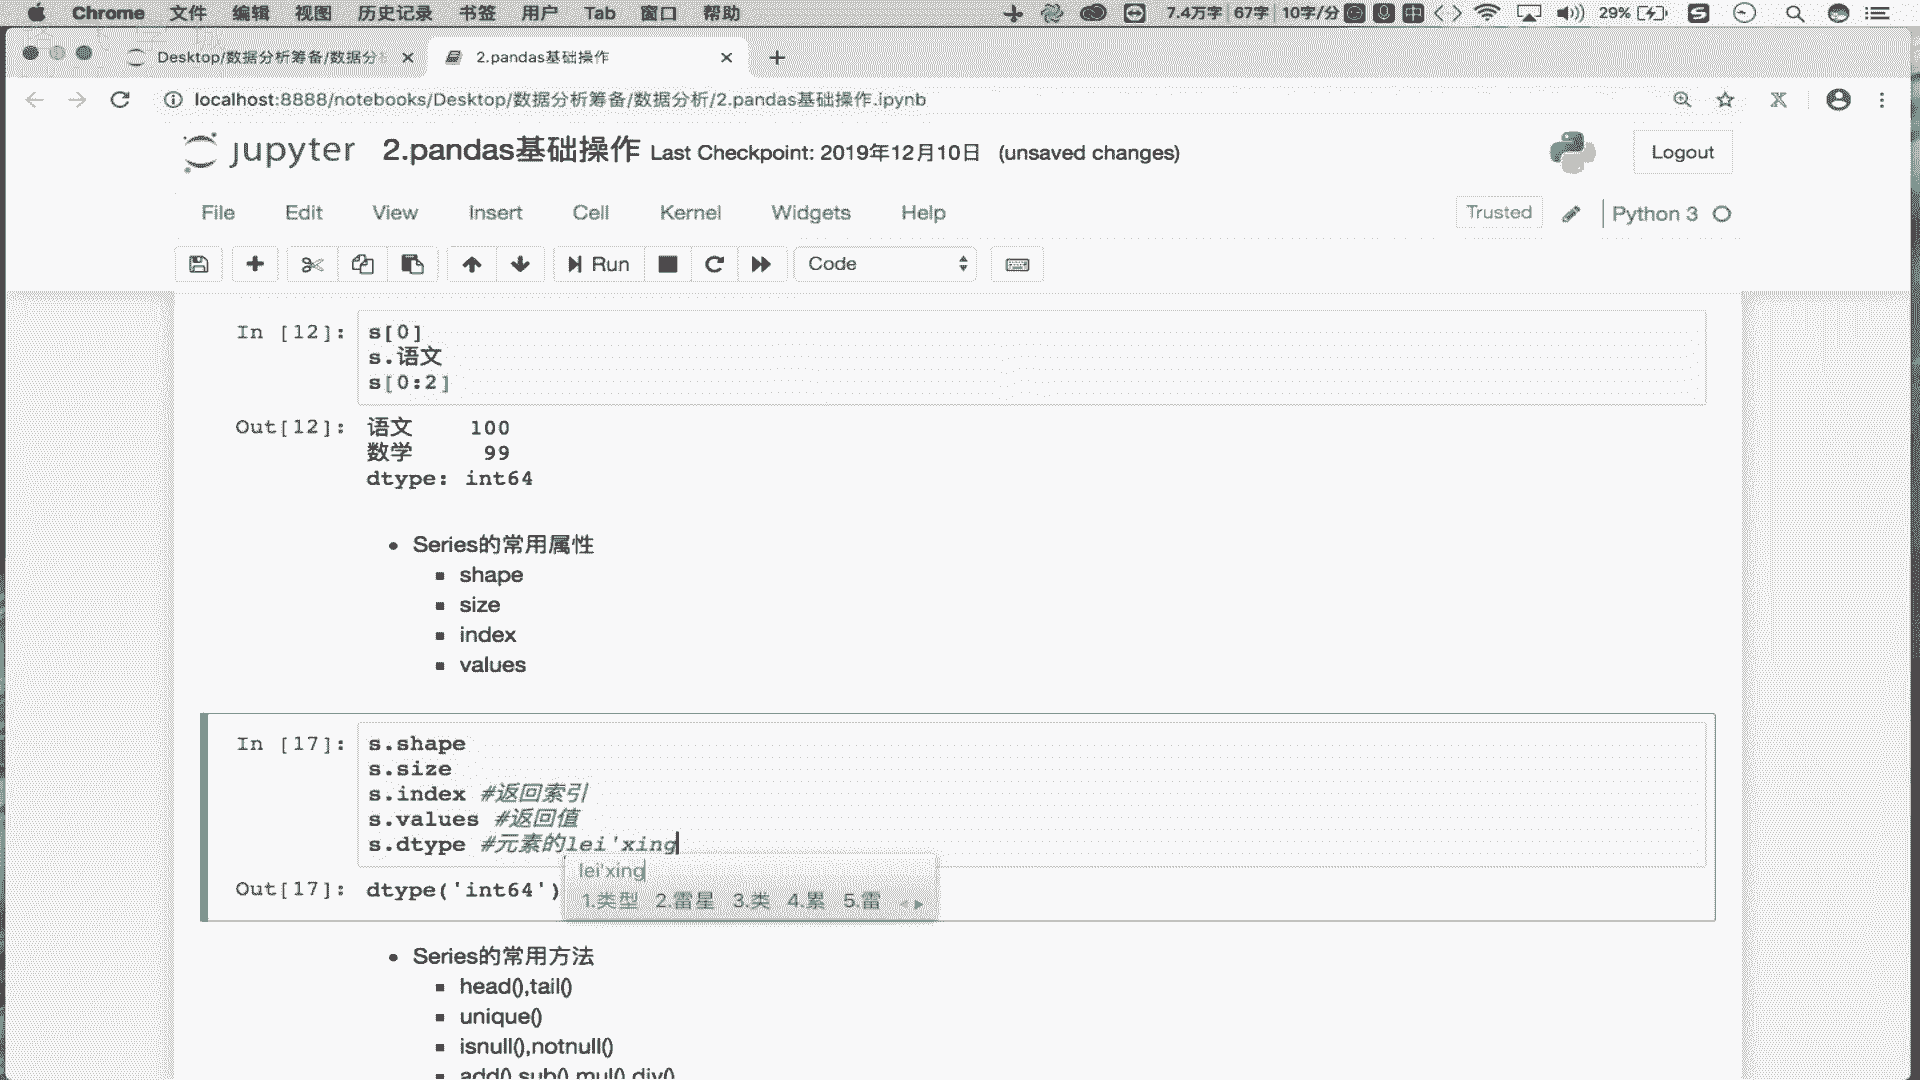 Chrome 文件 编辑 视图 历史记录 书签 用户 Tab 窗口 帮助 7.4万字 67字 10字/分 中 29%
Desktop/数据分析筹备/数据分 2.pandas基础操作
localhost:8888/notebooks/Desktop/数据分析筹备/数据分析/2.pandas基础操作.ipynb
jupyter 2.pandas基础操作 Last Checkpoint: 2019年12月10日 (unsaved changes) Logout
File Edit View Insert Cell Kernel Widgets Help Trusted Python 3
Run Code
In [12]: s[0]
s.语文
s[0:2]
Out[12]: 语文 100
数学 99
dtype: int64
Series的常用属性
shape
size
index
values
In [17]: s.shape
s.size
s.index #返回索引
s.values #返回值
s.dtype #元素的lei'xing
lei'xing
Out[17]: dtype('int64')
1.类型 2.雷星 3.类 4.累 5.雷
Series的常用方法
head(),tail()
unique()
isnull(),notnull()
add() sub() mul() div()